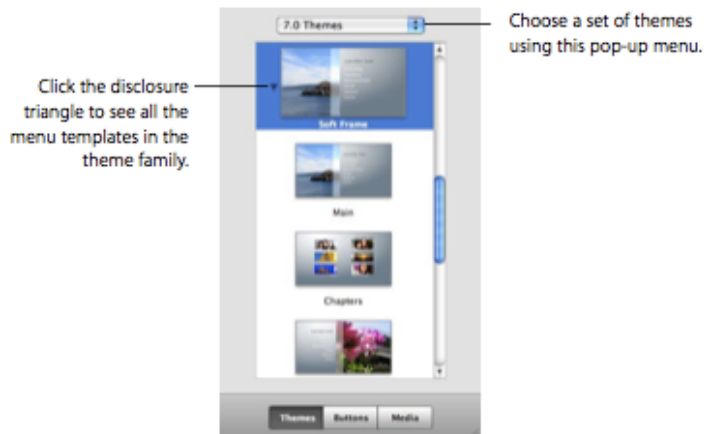 7.0 Themes
Choose a set of themes
using this pop-up menu.
Click the disclosure
triangle to see all the
menu templates in the
theme family.
Soft Frame
Main
Chapters
Themes
Buttons
Media